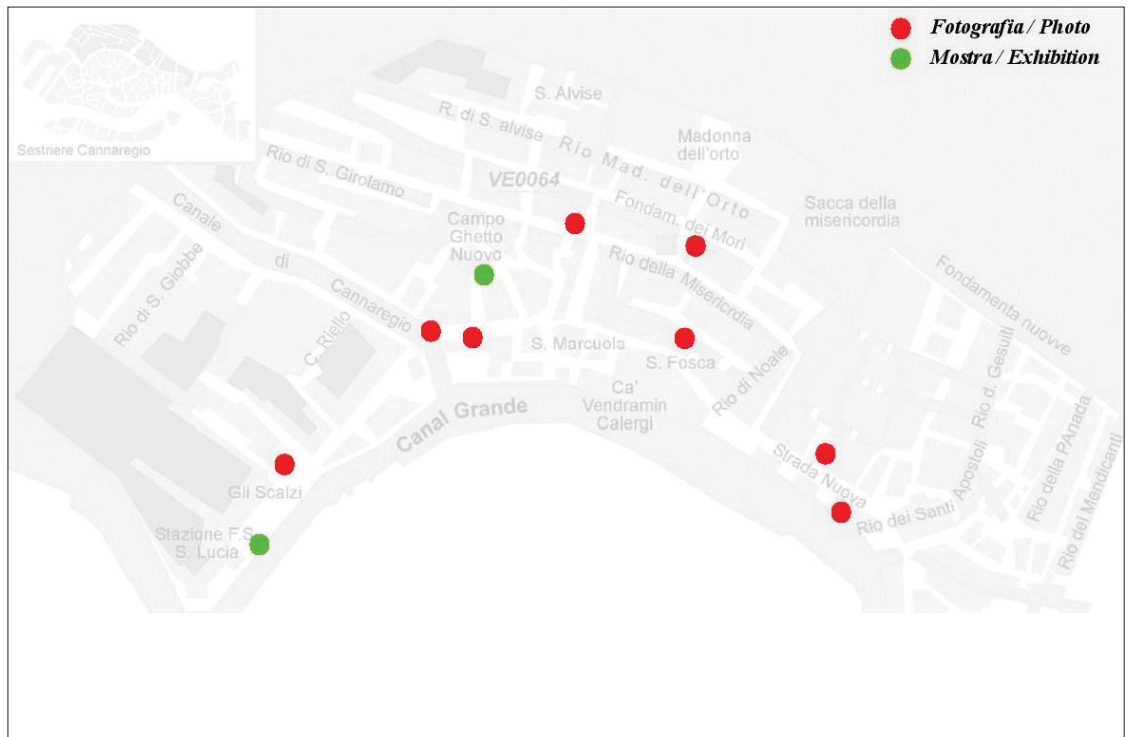 Fotografia / Photo
Mostra / Exhibition
Sestriere Cannaregio
S. Alvise
R. di S. alvise
Rio Mad. dell'Orto
Madonna
dell'orto
Rio di S. Girolamo
VE0064
Fondam. dei Mori
Sacca della
misericordia
Canale
di
Cannaregio
Campo
Ghetto
Nuovo
Rio della Misericrdia
Fondamenta nuovve
Rio di S. Giobbe
C. Riello
S. Marcuola
S. Fosca
Rio di Noale
Ca'
Vendramin
Calergi
Canal Grande
Rio d. Gesuiti
Strada Nuova
Apostoli
Rio dei Santi
Rio della PAnada
Rio dei Mendicanti
Gli Scalzi
Stazione F.S.
S. Lucia